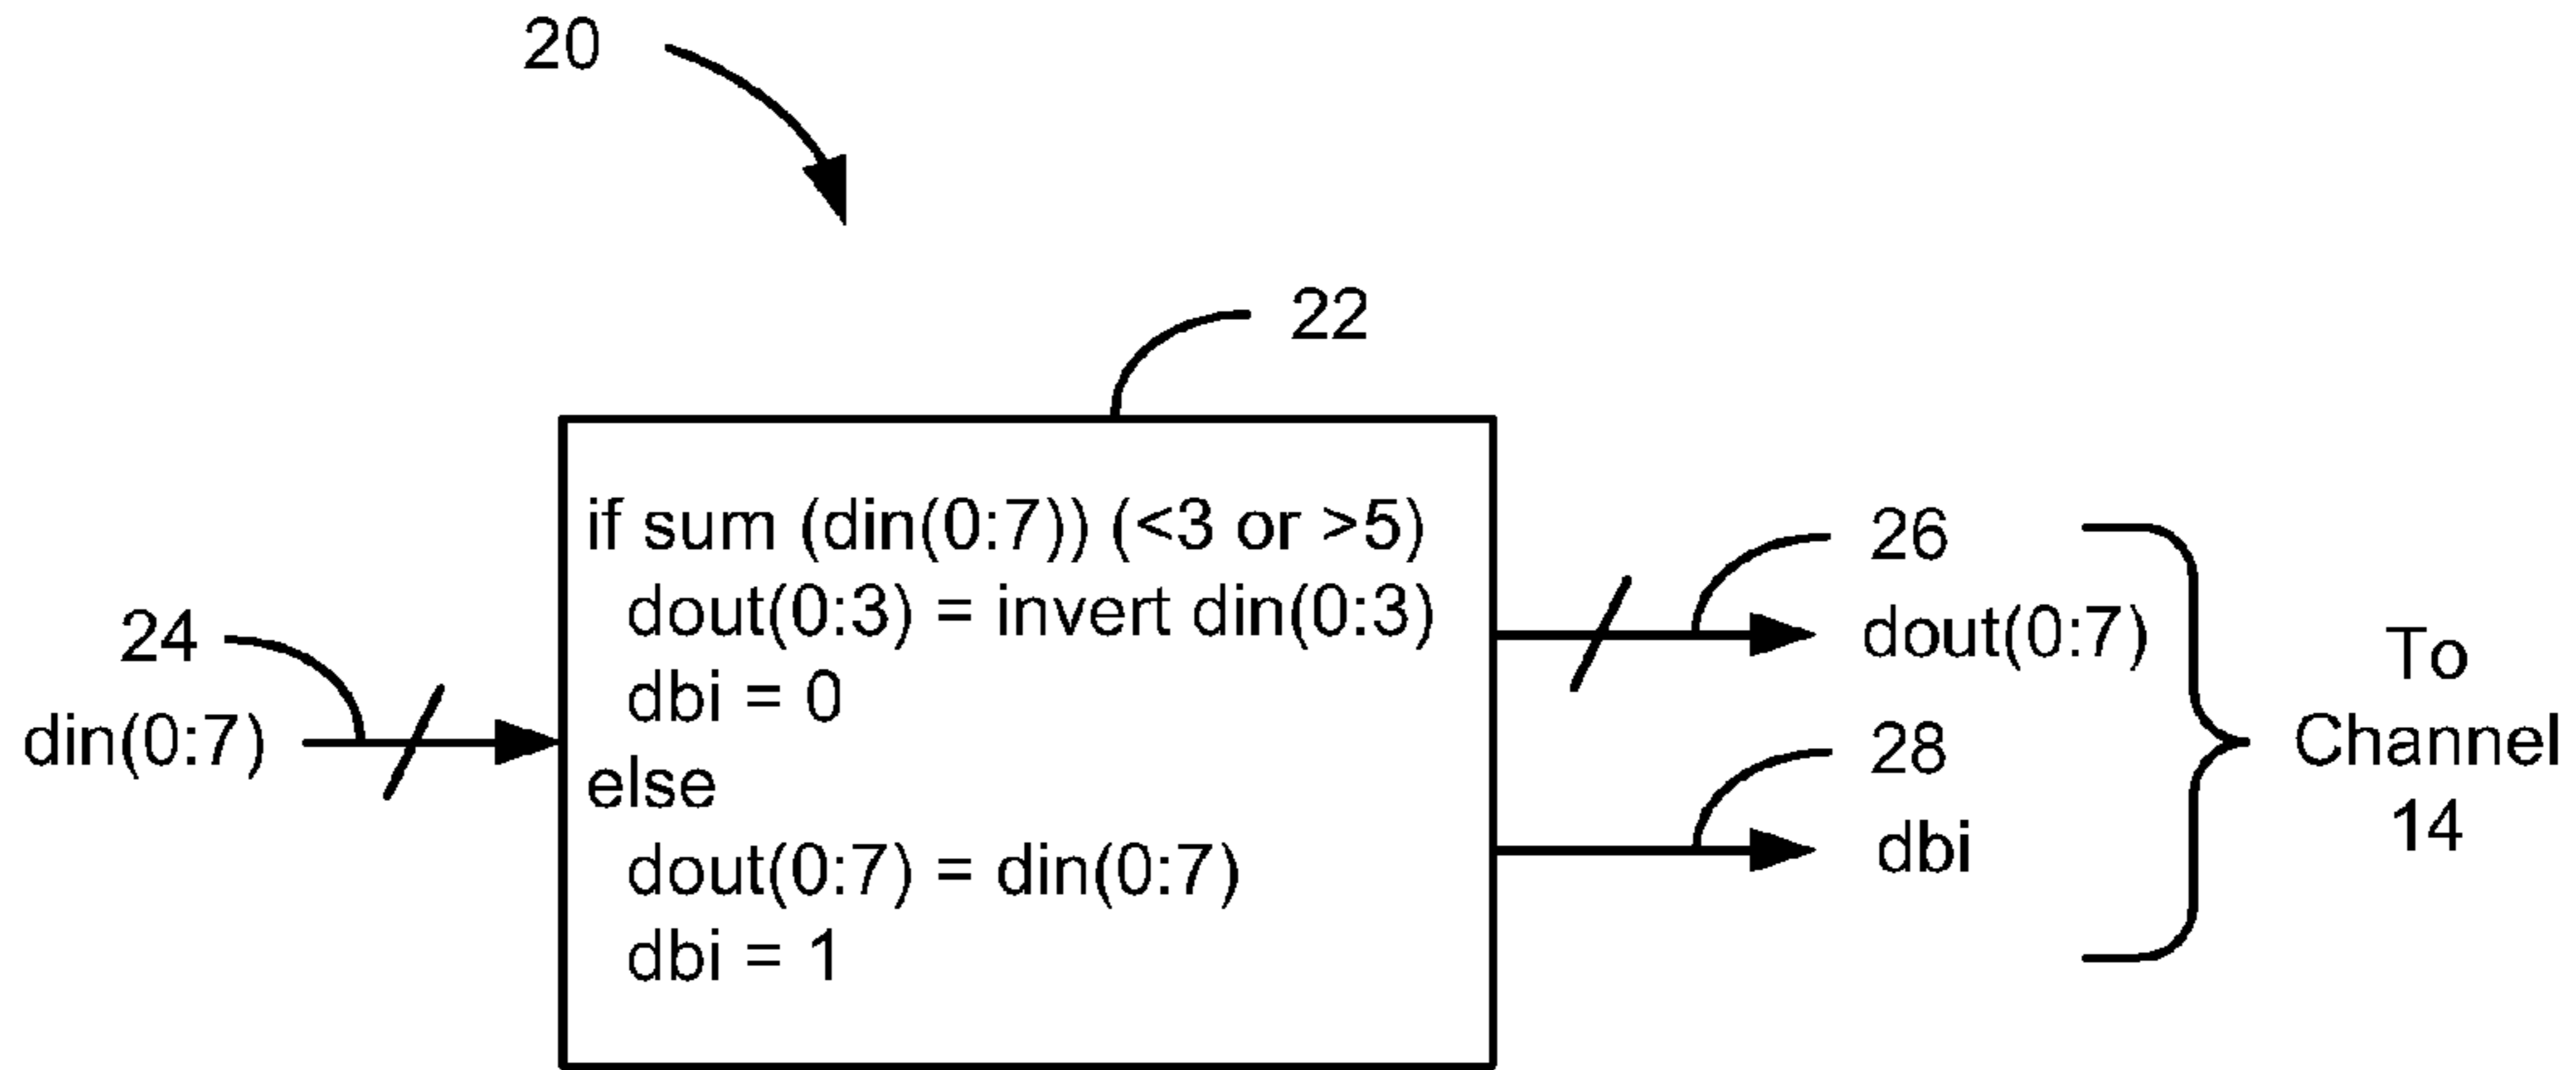 20
22
if sum (din(0:7)) (<3 or >5)
dout(0:3) = invert din(0:3)
dbi = 0
else
dout(0:7) = din(0:7)
dbi = 1
24
din(0:7)
26
dout(0:7)
28
dbi
To
Channel
14